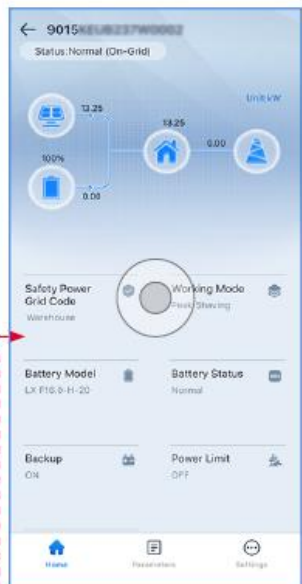 ← 9015
Status:Normal (On-Grid)
Unit:kW
13.25
13.25
0.00
100%
0.00
Safety Power
Grid Code
Warehouse
Working Mode
Peak Shaving
Battery Model
LX F16.0-H-20
Battery Status
Normal
Backup
ON
Power Limit
OFF
Home
Parameters
Settings